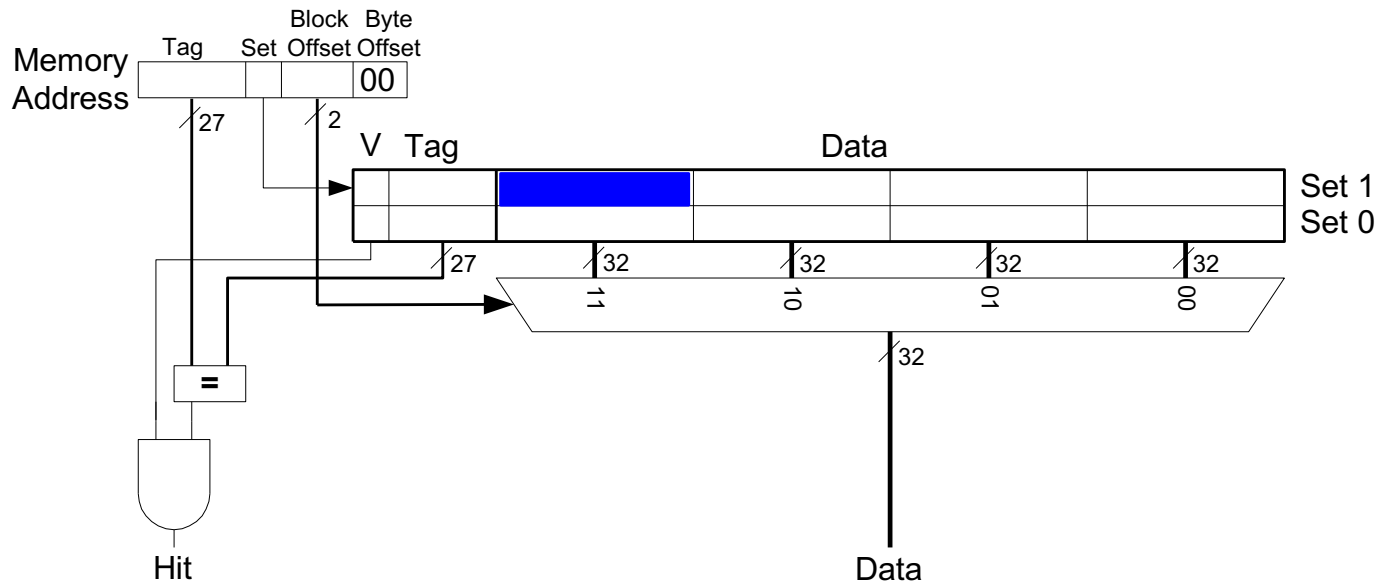 Block Byte
Tag Set Offset Offset
Memory
Address
00
27
2
V Tag Data
Set 1
Set 0
27 32 32 32 32
11 10 01 00
32
=
Hit Data